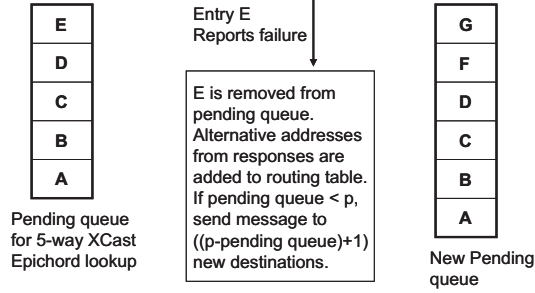 E
D
C
B
A
Pending queue
for 5-way XCast
Epichord lookup
Entry E
Reports failure
E is removed from
pending queue.
Alternative addresses
from responses are
added to routing table.
If pending queue < p,
send message to
((p-pending queue)+1)
new destinations.
G
F
D
C
B
A
New Pending
queue